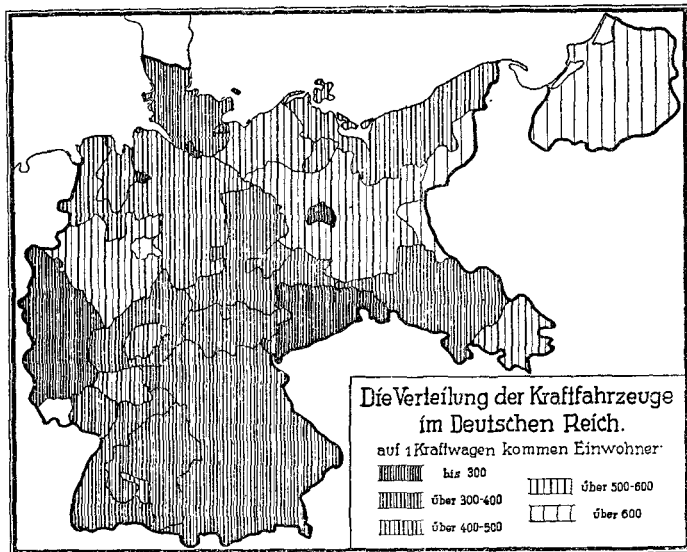 Die Verteilung der Kraftfahrzeuge
im Deutschen Reich.
auf 1 Kraftwagen kommen Einwohner:
bis 300
über 300-400
über 400-500
über 500-600
über 600